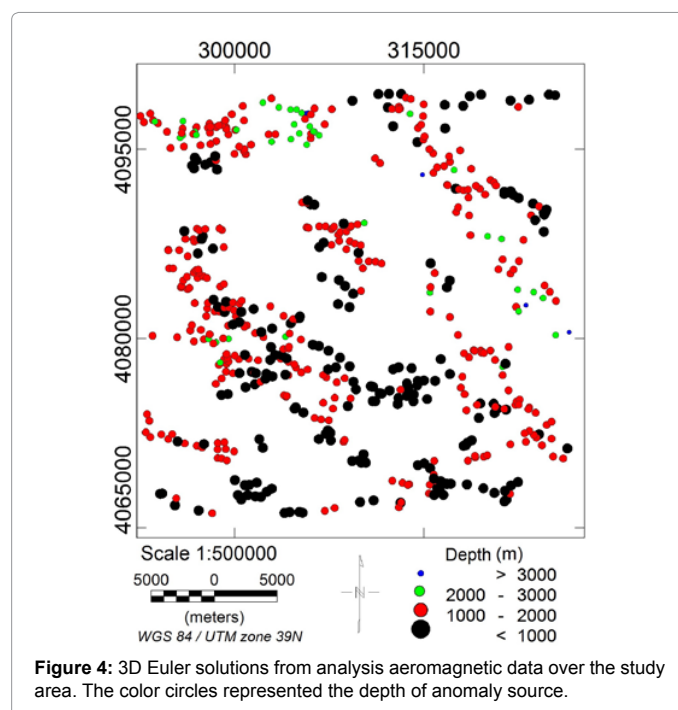 300000 315000
4095000
4080000
4065000
Scale 1:500000
5000 0 5000
(meters)
WGS 84 / UTM zone 39N
N
Depth (m)
> 3000
2000 - 3000
1000 - 2000
< 1000
Figure 4: 3D Euler solutions from analysis aeromagnetic data over the study
area. The color circles represented the depth of anomaly source.